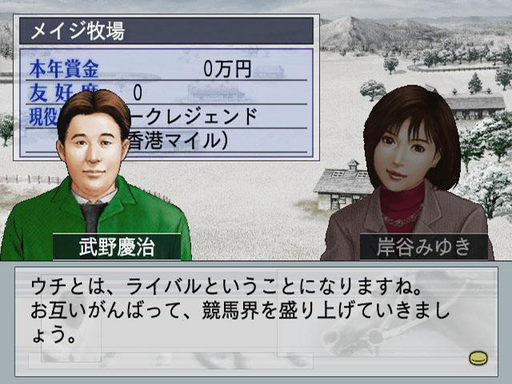 メイジ牧場
本年賞金 0万円
友好度 0
現役 ークレジェンド
香港マイル）
武野慶治
岸谷みゆき
ウチとは、ライバルということになりますね。
お互いがんばって、競馬界を盛り上げていきまし
ょう。